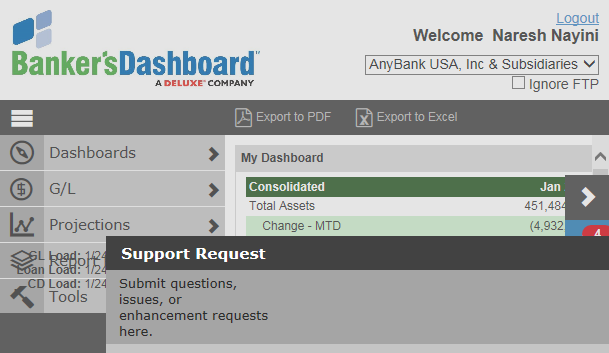 Logout
Welcome Naresh Nayini
Banker'sDashboard™
A DELUXE® COMPANY
AnyBank USA, Inc & Subsidiaries
Ignore FTP
Export to PDF
Export to Excel
Dashboards
G/L
Projections
Report
Tools
GL Load: 1/24
Loan Load: 1/24
CD Load: 1/24
My Dashboard
Consolidated Jan
Total Assets 451,484
Change - MTD (4,932
4
Support Request
Submit questions,
issues, or
enhancement requests
here.